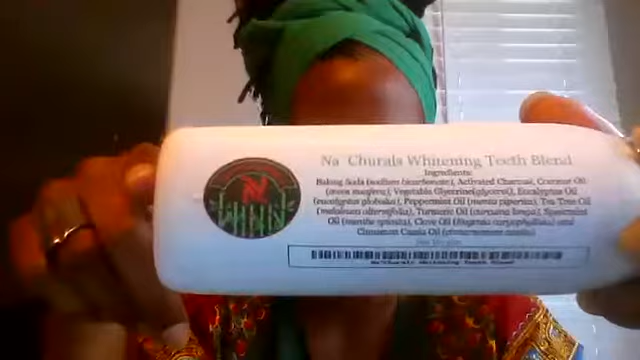 Na Churals Whitening Teeth Blend
Ingredients:
Baking Soda (sodium bicarbonate), Activated Charcoal, Coconut Oil
(cocos nucifera), Vegetable Glycerin(glycerol), Eucalyptus Oil
(eucalyptus globulus), Peppermint Oil (mentha piperita), Tea Tree Oil
(melaleuca alternifolia), Turmeric Oil (curcuma longa), Spearmint
Oil (mentha spicata), Clove Oil (Eugenia caryophyllata), and
Cinnamon Cassia Oil